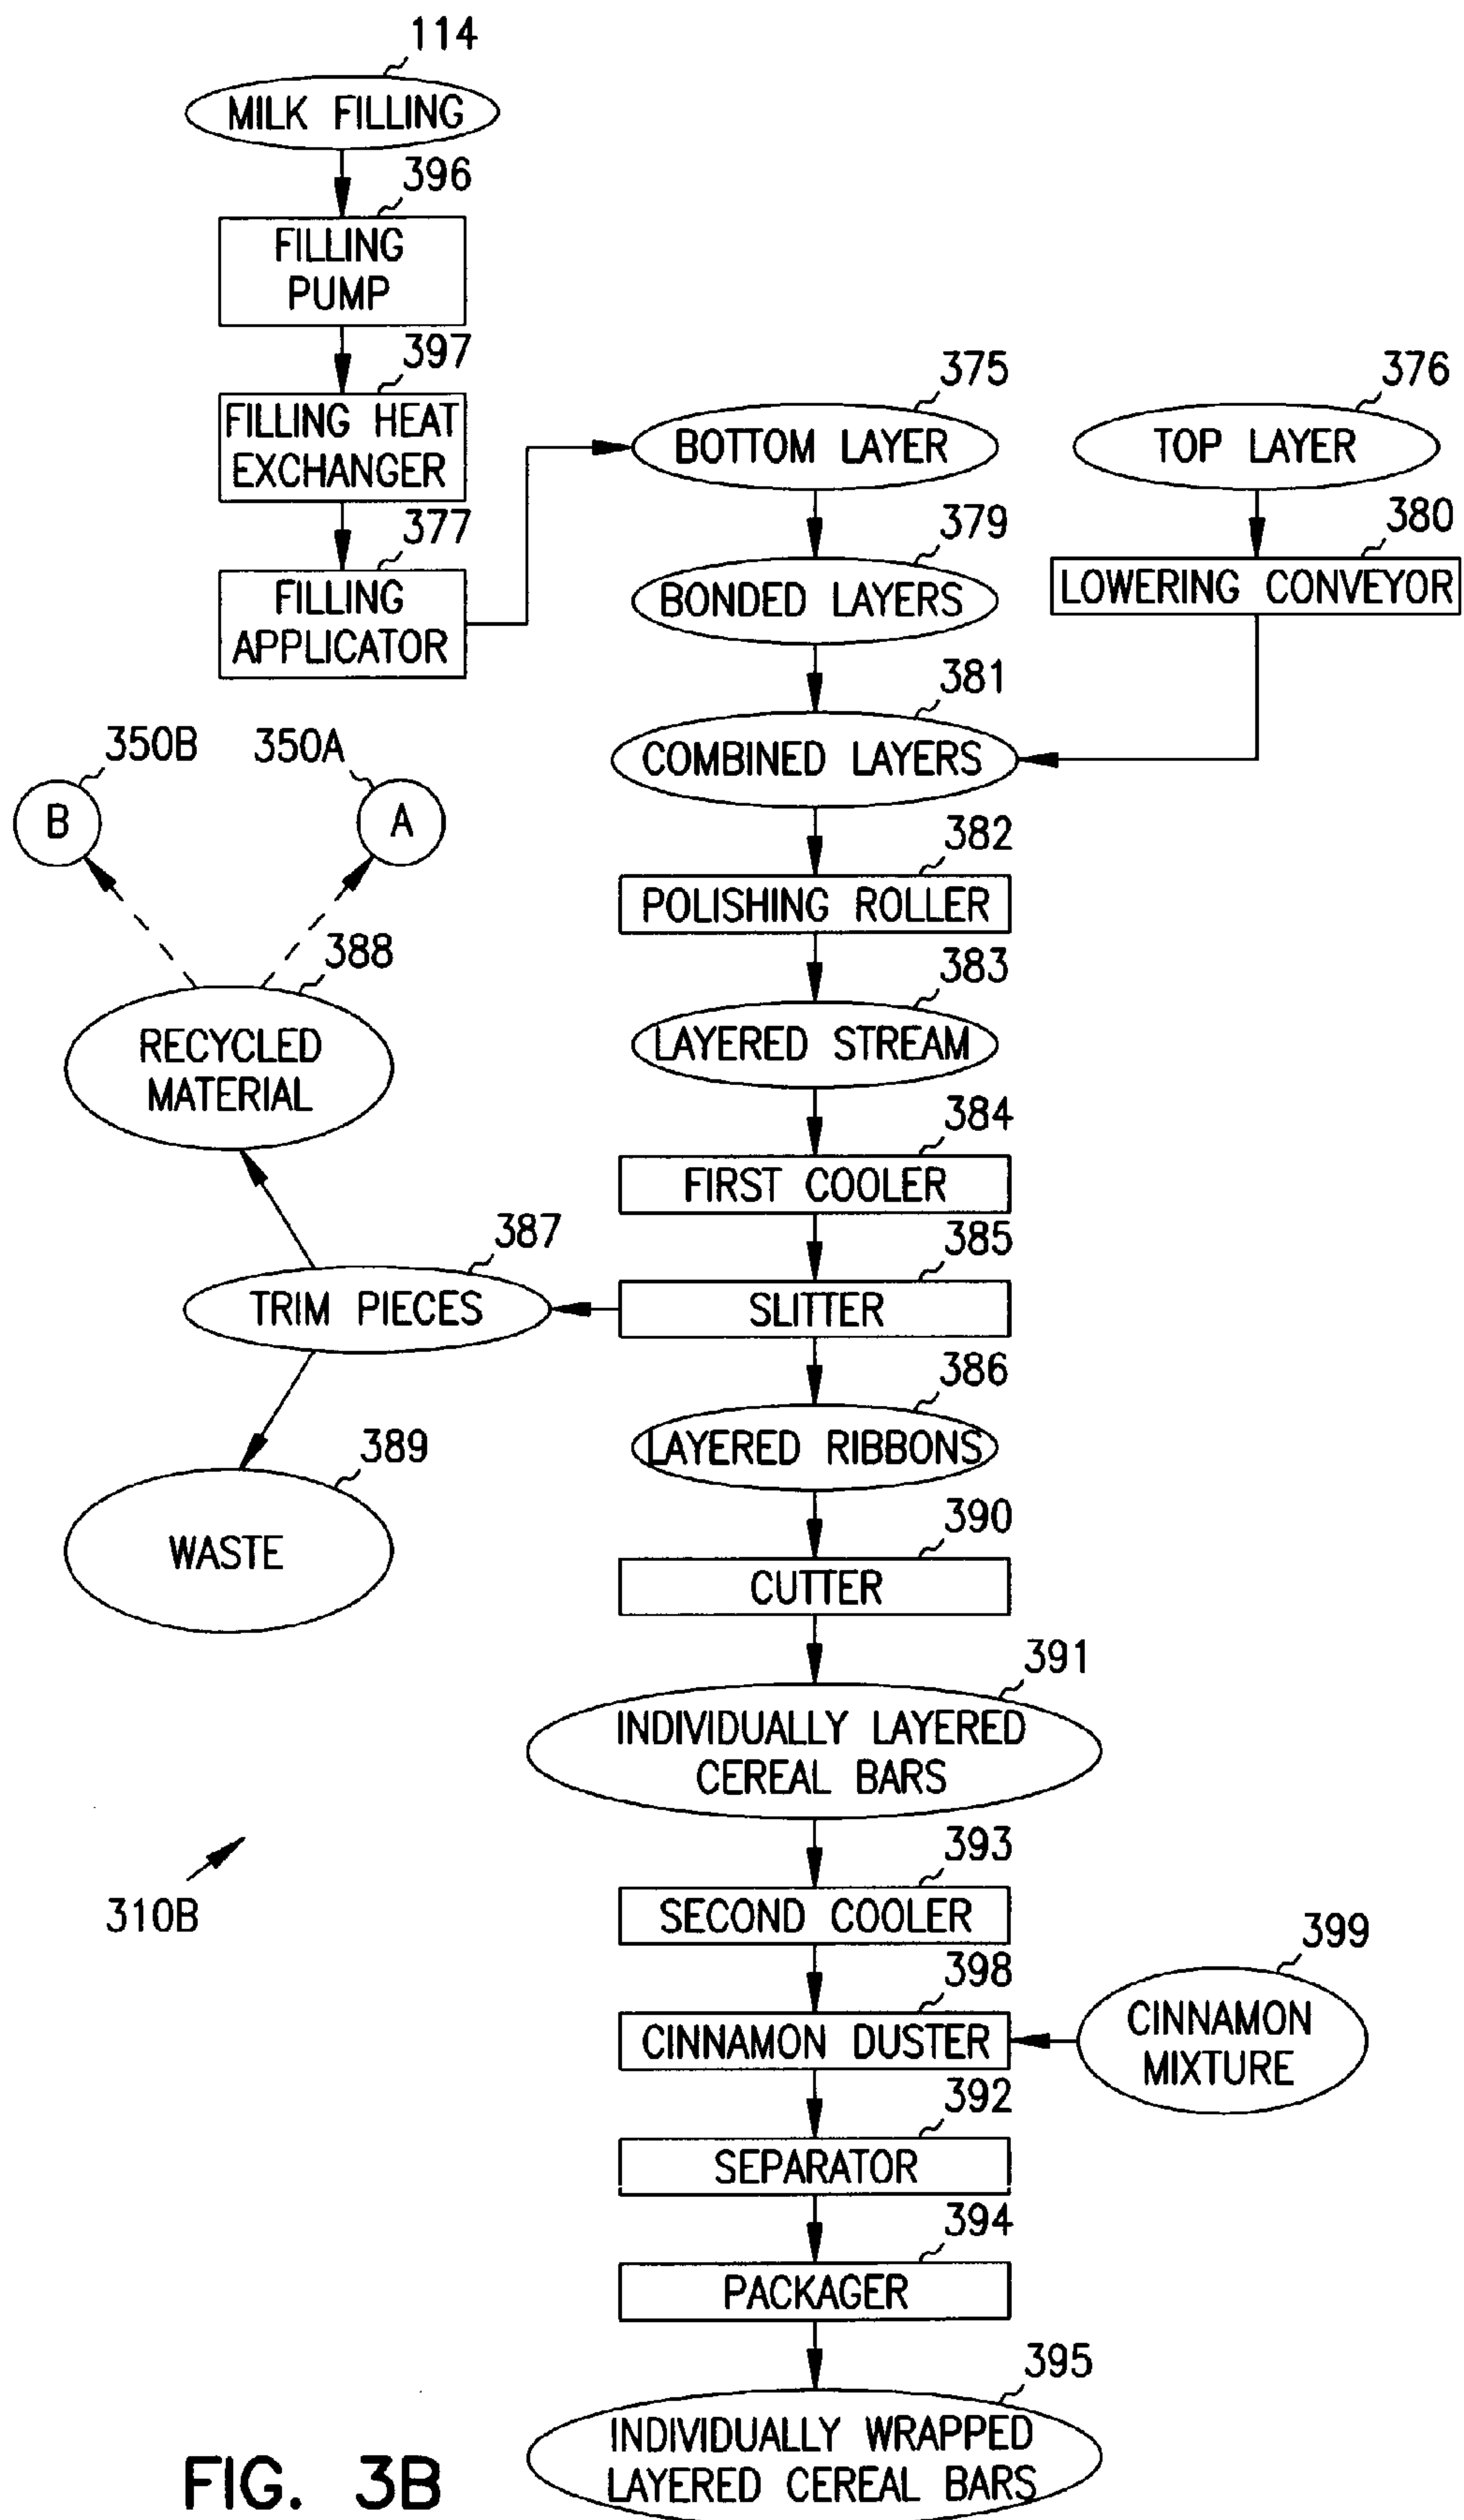 114
MILK FILLING
396
FILLING
PUMP
397
FILLING HEAT
EXCHANGER
377
FILLING
APPLICATOR
375
BOTTOM LAYER
376
TOP LAYER
379
BONDED LAYERS
380
LOWERING CONVEYOR
381
COMBINED LAYERS
350B
B
350A
A
382
POLISHING ROLLER
388
RECYCLED
MATERIAL
383
LAYERED STREAM
384
FIRST COOLER
387
TRIM PIECES
385
SLITTER
386
LAYERED RIBBONS
389
WASTE
390
CUTTER
391
INDIVIDUALLY LAYERED
CEREAL BARS
310B
393
SECOND COOLER
398
CINNAMON DUSTER
399
CINNAMON
MIXTURE
392
SEPARATOR
394
PACKAGER
395
INDIVIDUALLY WRAPPED
LAYERED CEREAL BARS
FIG. 3B